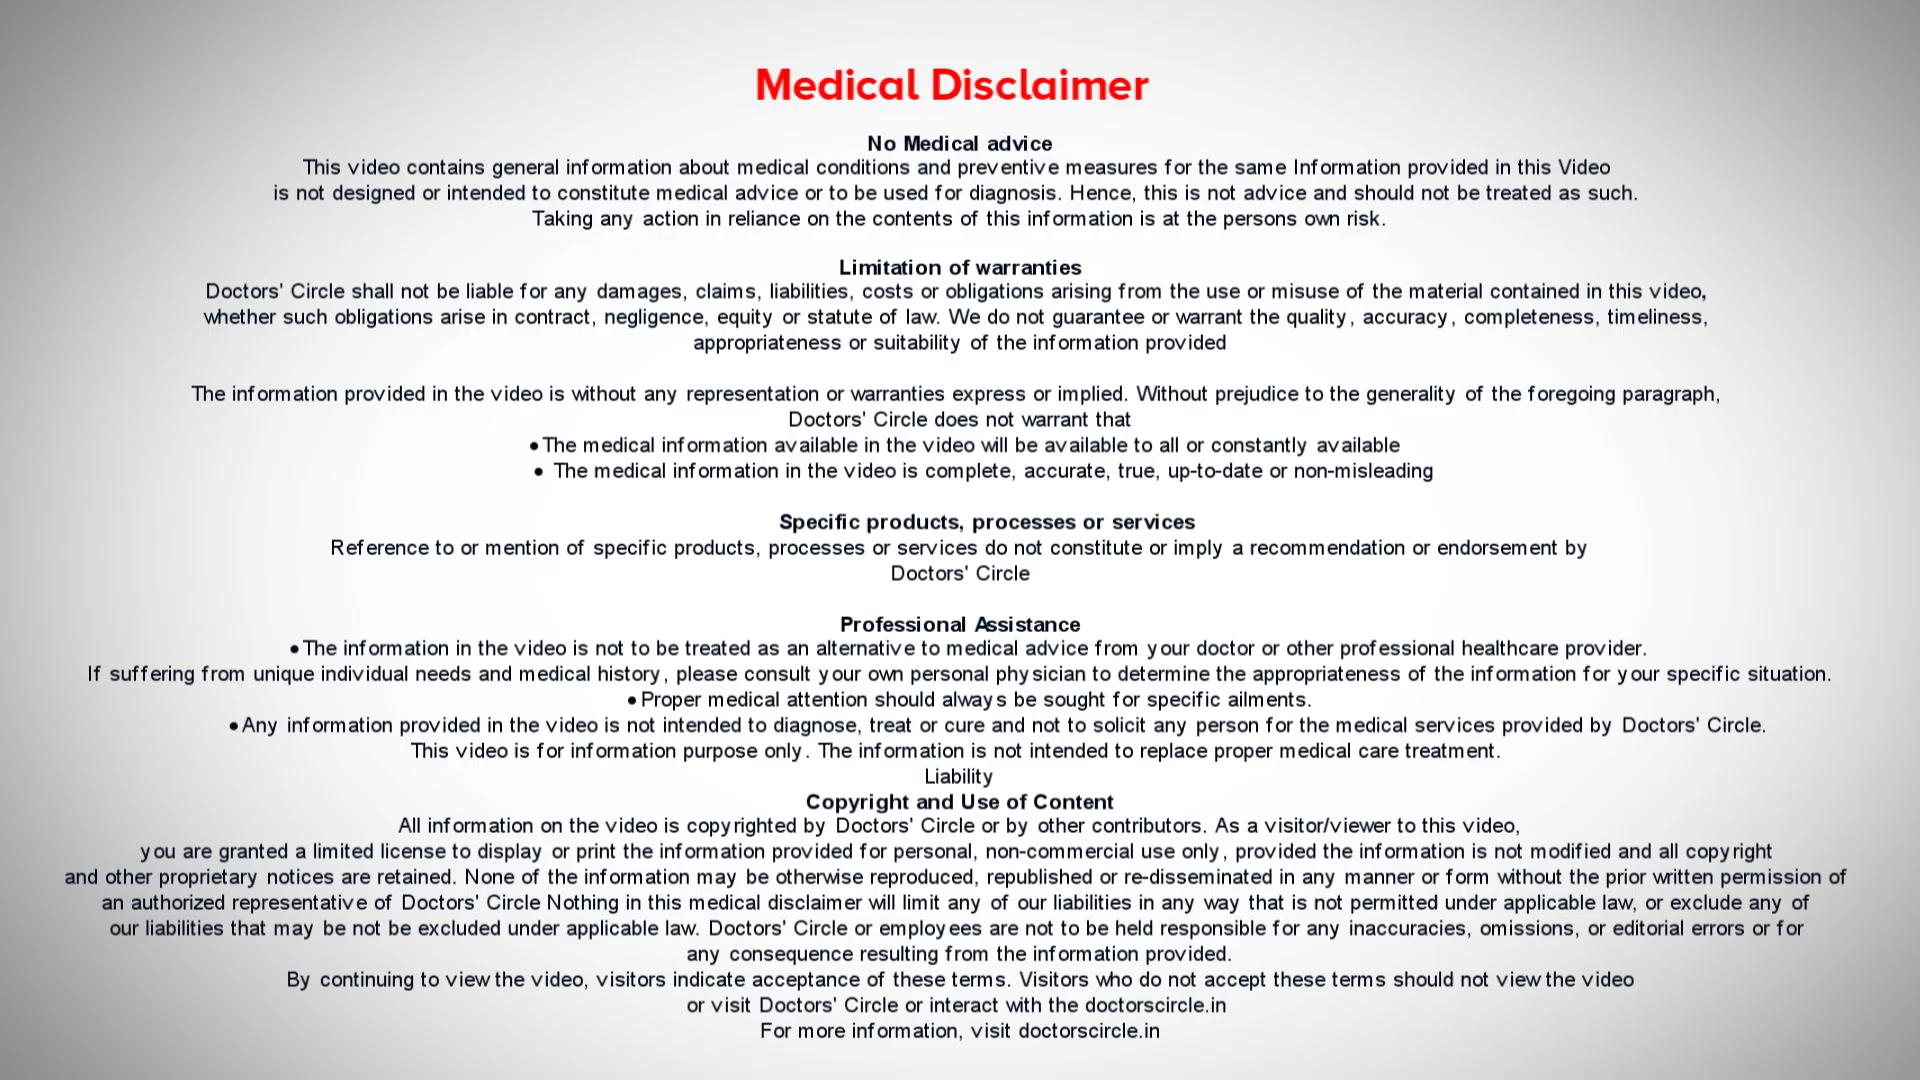 Medical Disclaimer
No Medical advice
This video contains general information about medical conditions and preventive measures for the same Information provided in this Video
is not designed or intended to constitute medical advice or to be used for diagnosis. Hence, this is not advice and should not be treated as such.
Taking any action in reliance on the contents of this information is at the persons own risk.
Limitation of warranties
Doctors' Circle shall not be liable for any damages, claims, liabilities, costs or obligations arising from the use or misuse of the material contained in this video,
whether such obligations arise in contract, negligence, equity or statute of law. We do not guarantee or warrant the quality, accuracy, completeness, timeliness,
appropriateness or suitability of the information provided
The information provided in the video is without any representation or warranties express or implied. Without prejudice to the generality of the foregoing paragraph,
Doctors' Circle does not warrant that
•The medical information available in the video will be available to all or constantly available
• The medical information in the video is complete, accurate, true, up-to-date or non-misleading
Specific products, processes or services
Reference to or mention of specific products, processes or services do not constitute or imply a recommendation or endorsement by
Doctors' Circle
Professional Assistance
•The information in the video is not to be treated as an alternative to medical advice from your doctor or other professional healthcare provider.
If suffering from unique individual needs and medical history, please consult your own personal physician to determine the appropriateness of the information for your specific situation.
•Proper medical attention should always be sought for specific ailments.
•Any information provided in the video is not intended to diagnose, treat or cure and not to solicit any person for the medical services provided by Doctors' Circle.
This video is for information purpose only. The information is not intended to replace proper medical care treatment.
Liability
Copyright and Use of Content
All information on the video is copyrighted by Doctors' Circle or by other contributors. As a visitor/viewer to this video,
you are granted a limited license to display or print the information provided for personal, non-commercial use only, provided the information is not modified and all copyright
and other proprietary notices are retained. None of the information may be otherwise reproduced, republished or re-disseminated in any manner or form without the prior written permission of
an authorized representative of Doctors' Circle Nothing in this medical disclaimer will limit any of our liabilities in any way that is not permitted under applicable law, or exclude any of
our liabilities that may be not be excluded under applicable law. Doctors' Circle or employees are not to be held responsible for any inaccuracies, omissions, or editorial errors or for
any consequence resulting from the information provided.
By continuing to view the video, visitors indicate acceptance of these terms. Visitors who do not accept these terms should not view the video
or visit Doctors' Circle or interact with the doctorscircle.in
For more information, visit doctorscircle.in